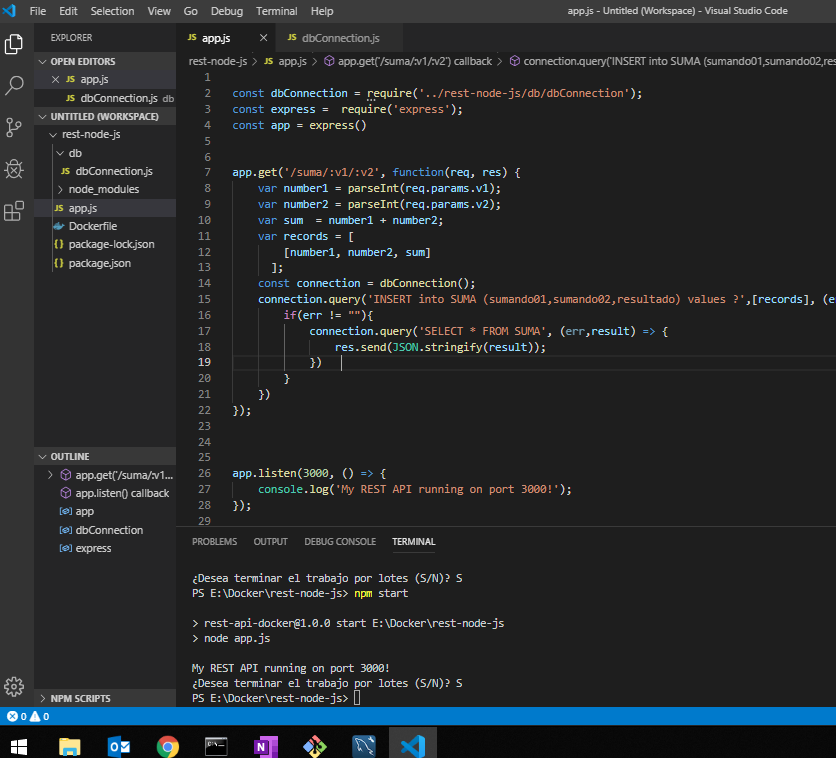 File Edit Selection View Go Debug Terminal Help app.js - Untitled (Workspace) - Visual Studio Code
EXPLORER
OPEN EDITORS
JS app.js
JS dbConnection.js db
UNTITLED (WORKSPACE)
rest-node-js
db
JS dbConnection.js
node_modules
JS app.js
Dockerfile
{} package-lock.json
{} package.json
OUTLINE
app.get('/suma/:v1...
app.listen() callback
app
dbConnection
express
NPM SCRIPTS
JS app.js
JS dbConnection.js
rest-node-js > JS app.js > app.get('/suma/:v1/:v2') callback > connection.query('INSERT into SUMA (sumando01,sumando02,res
1
2 const dbConnection = require('../rest-node-js/db/dbConnection');
3 const express =  require('express');
4 const app = express()
5
6
7 app.get('/suma/:v1/:v2', function(req, res) {
8 var number1 = parseInt(req.params.v1);
9 var number2 = parseInt(req.params.v2);
10 var sum  = number1 + number2;
11 var records = [
12 [number1, number2, sum]
13 ];
14 const connection = dbConnection();
15 connection.query('INSERT into SUMA (sumando01,sumando02,resultado) values ?',[records], (e
16 if(err != ""){
17 connection.query('SELECT * FROM SUMA', (err,result) => {
18 res.send(JSON.stringify(result));
19 })
20 }
21 })
22 });
23
24
25
26 app.listen(3000, () => {
27 console.log('My REST API running on port 3000!');
28 });
29
PROBLEMS OUTPUT DEBUG CONSOLE TERMINAL
¿Desea terminar el trabajo por lotes (S/N)? S
PS E:\Docker\rest-node-js> npm start
> rest-api-docker@1.0.0 start E:\Docker\rest-node-js
> node app.js
My REST API running on port 3000!
¿Desea terminar el trabajo por lotes (S/N)? S
PS E:\Docker\rest-node-js>
0 0